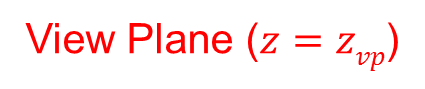 View Plane (z = z_vp)